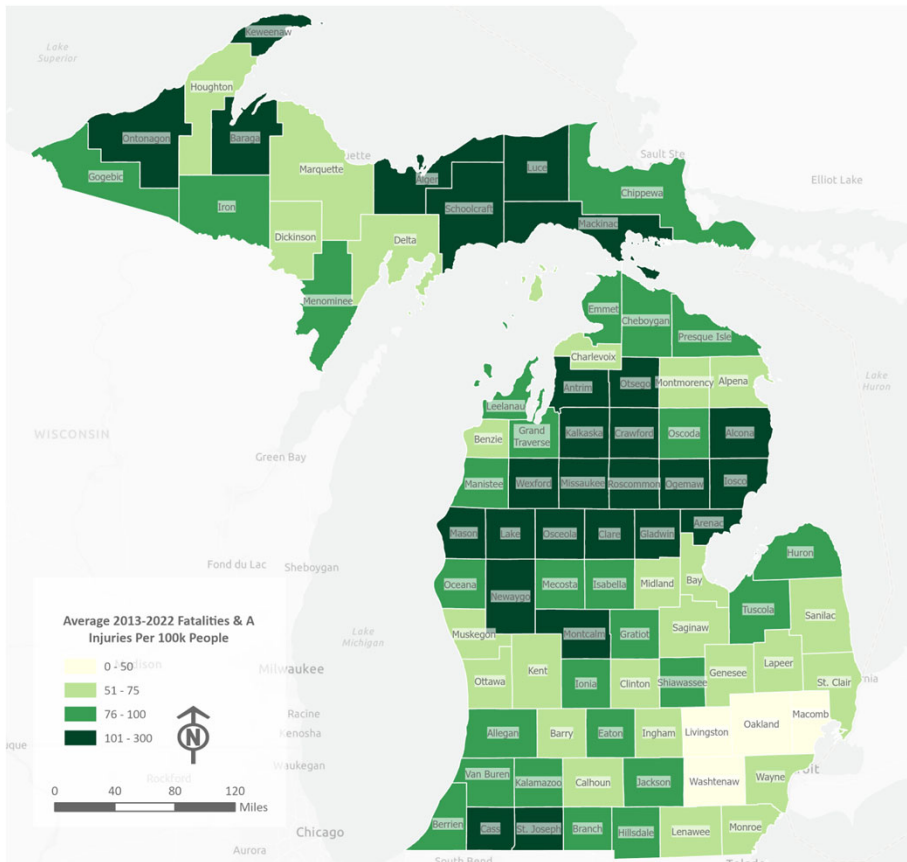 Keweenaw
Lake
Superior
Houghton
Ontonagon
Baraga
Marquette
Alger
Luce
Sault Ste
Elliot Lake
Gogebic
Chippewa
Iron
Schoolcraft
Mackinac
Dickinson
Delta
Menominee
Emmet
Cheboygan
Presque Isle
Charlevoix
Antrim
Otsego
Montmorency
Alpena
Lake
Huron
Leelanau
WISCONSIN
Benzie
Grand
Traverse
Kalkaska
Crawford
Oscoda
Alcona
Green Bay
Manistee
Wexford
Missaukee
Roscommon
Ogemaw
Iosco
Mason
Lake
Osceola
Clare
Gladwin
Arenac
Fond du Lac
Sheboygan
Oceana
Newaygo
Mecosta
Isabella
Midland
Bay
Huron
Tuscola
Sanilac
Average 2013-2022 Fatalities & A
Injuries Per 100k People
0 - 50
51 - 75
76 - 100
101 - 300
N
0 40 80 120
Miles
Lake
Michigan
Madison
Milwaukee
Racine
Kenosha
Waukegan
Rockford
Chicago
Aurora
Muskegon
Montcalm
Gratiot
Saginaw
Ottawa
Kent
Ionia
Clinton
Shiawassee
Genesee
Lapeer
St. Clair
Allegan
Barry
Eaton
Ingham
Livingston
Oakland
Macomb
Van Buren
Kalamazoo
Calhoun
Jackson
Washtenaw
Wayne
Berrien
Cass
St. Joseph
Branch
Hillsdale
Lenawee
Monroe
South Bend